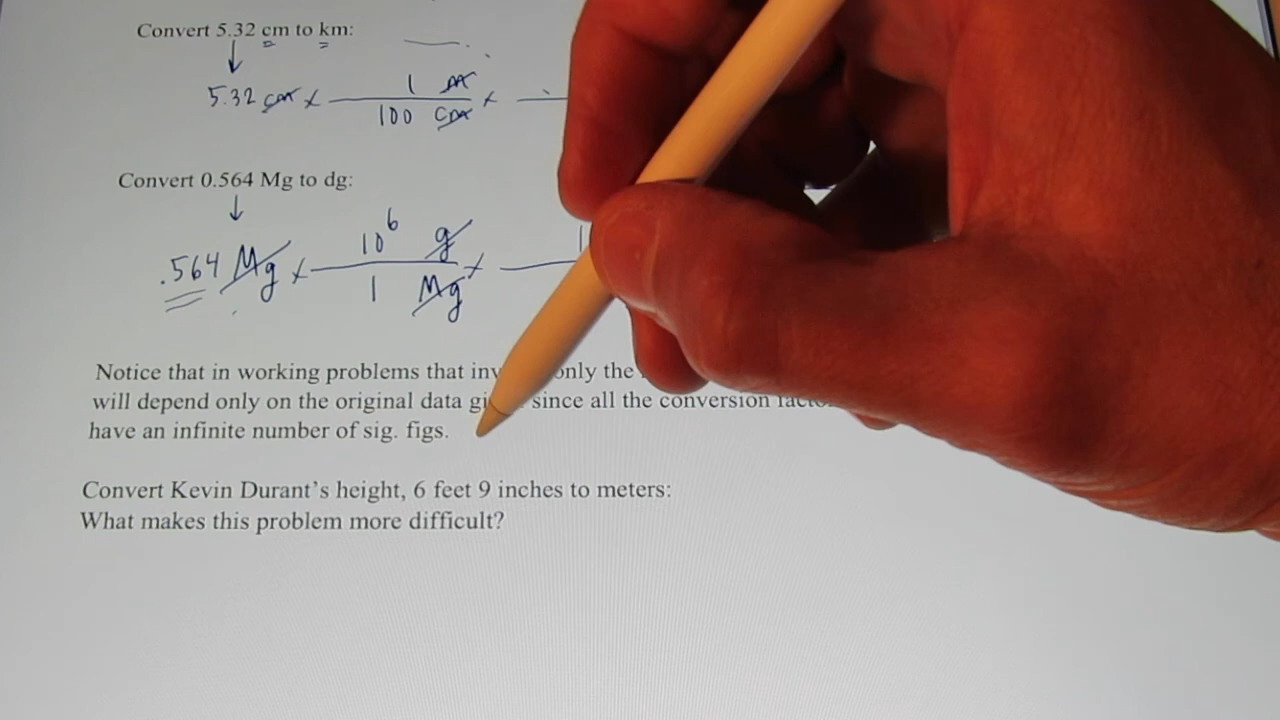 Convert 5.32 cm to km:
5.32 cm x 1 m / 100 cm x
Convert 0.564 Mg to dg:
.564 Mg x 10^6 g / 1 Mg x 1
Notice that in working problems that only the
will depend only on the original data since all the conversion
have an infinite number of sig. figs.
Convert Kevin Durant's height, 6 feet 9 inches to meters:
What makes this problem more difficult?